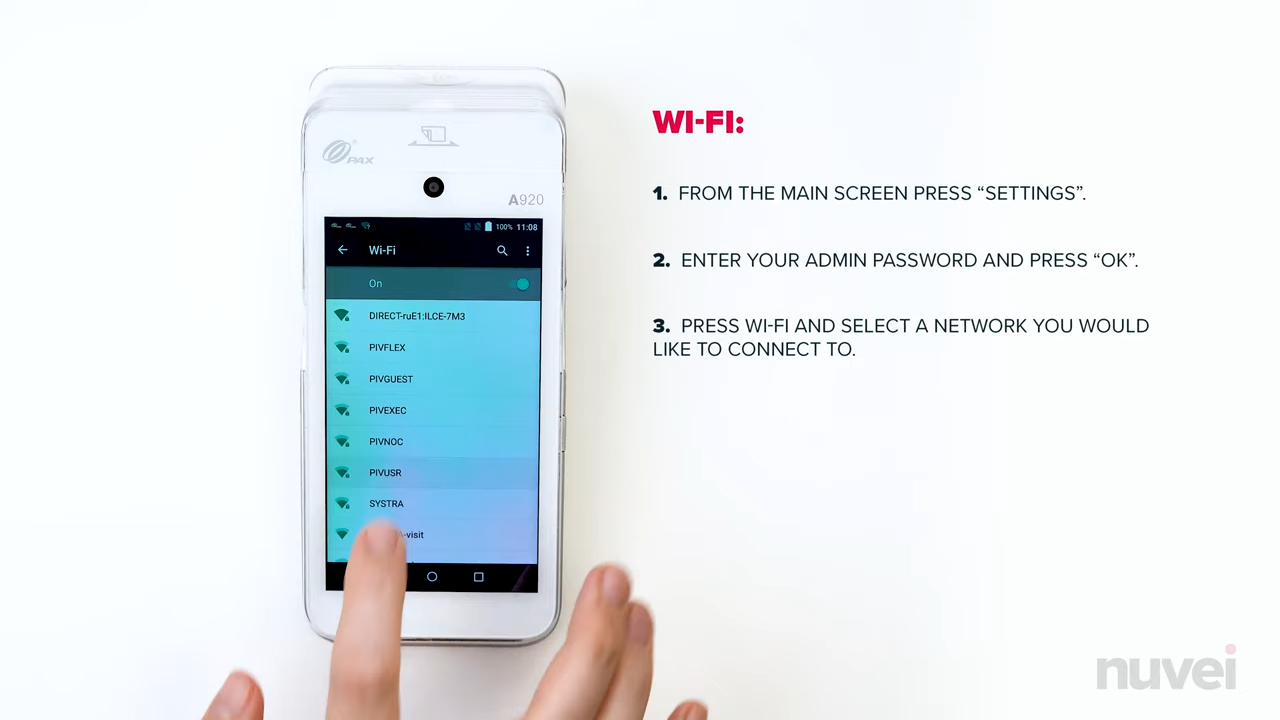 PAX
A920
100% 11:08
Wi-Fi
On
DIRECT-ruE1:ILCE-7M3
PIVFLEX
PIVGUEST
PIVEXEC
PIVNOC
PIVUSR
SYSTRA
-visit
WI-FI:
1. FROM THE MAIN SCREEN PRESS “SETTINGS”.
2. ENTER YOUR ADMIN PASSWORD AND PRESS “OK”.
3. PRESS WI-FI AND SELECT A NETWORK YOU WOULD
LIKE TO CONNECT TO.
nuvei